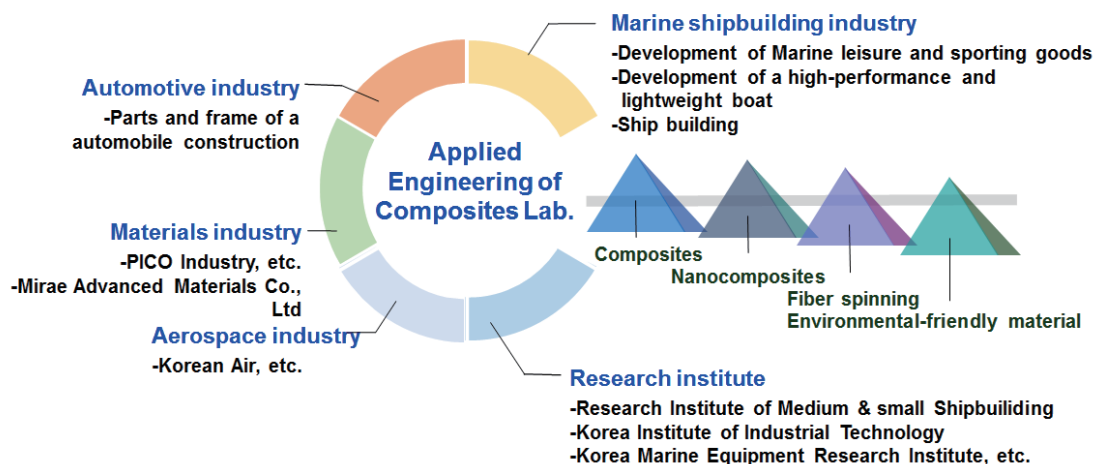 Marine shipbuilding industry
-Development of Marine leisure and sporting goods
-Development of a high-performance and
lightweight boat
-Ship building
Automotive industry
-Parts and frame of a
automobile construction
Applied
Engineering of
Composites Lab.
Materials industry
-PICO Industry, etc.
-Mirae Advanced Materials Co.,
Ltd
Aerospace industry
-Korean Air, etc.
Composites
Nanocomposites
Fiber spinning
Environmental-friendly material
Research institute
-Research Institute of Medium & small Shipbuiliding
-Korea Institute of Industrial Technology
-Korea Marine Equipment Research Institute, etc.